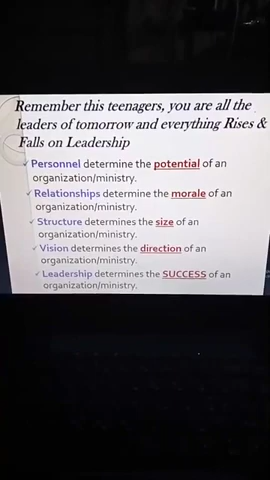 Remember this teenagers, you are all the
leaders of tomorrow and everything Rises &
Falls on Leadership
✓Personnel determine the potential of an
organization/ministry.
✓Relationships determine the morale of an
organization/ministry.
✓Structure determines the size of an
organization/ministry.
✓Vision determines the direction of an
organization/ministry.
✓Leadership determines the SUCCESS of an
organization/ministry.